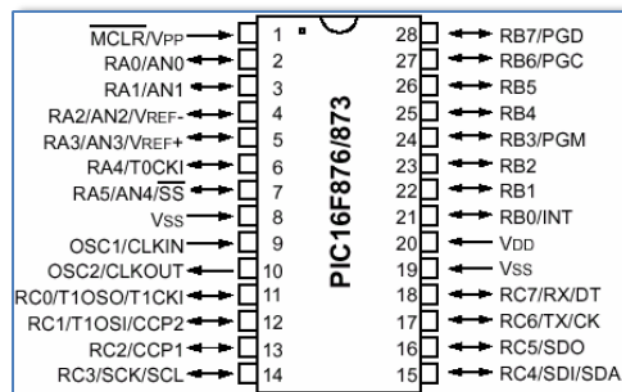 MCLR/VPP 1 28 RB7/PGD
RA0/AN0 2 27 RB6/PGC
RA1/AN1 3 26 RB5
RA2/AN2/VREF- 4 25 RB4
RA3/AN3/VREF+ 5 24 RB3/PGM
RA4/T0CKI 6 23 RB2
RA5/AN4/SS 7 22 RB1
VSS 8 21 RB0/INT
OSC1/CLKIN 9 20 VDD
OSC2/CLKOUT 10 19 VSS
RC0/T1OSO/T1CKI 11 18 RC7/RX/DT
RC1/T1OSI/CCP2 12 17 RC6/TX/CK
RC2/CCP1 13 16 RC5/SDO
RC3/SCK/SCL 14 15 RC4/SDI/SDA
PIC16F876/873